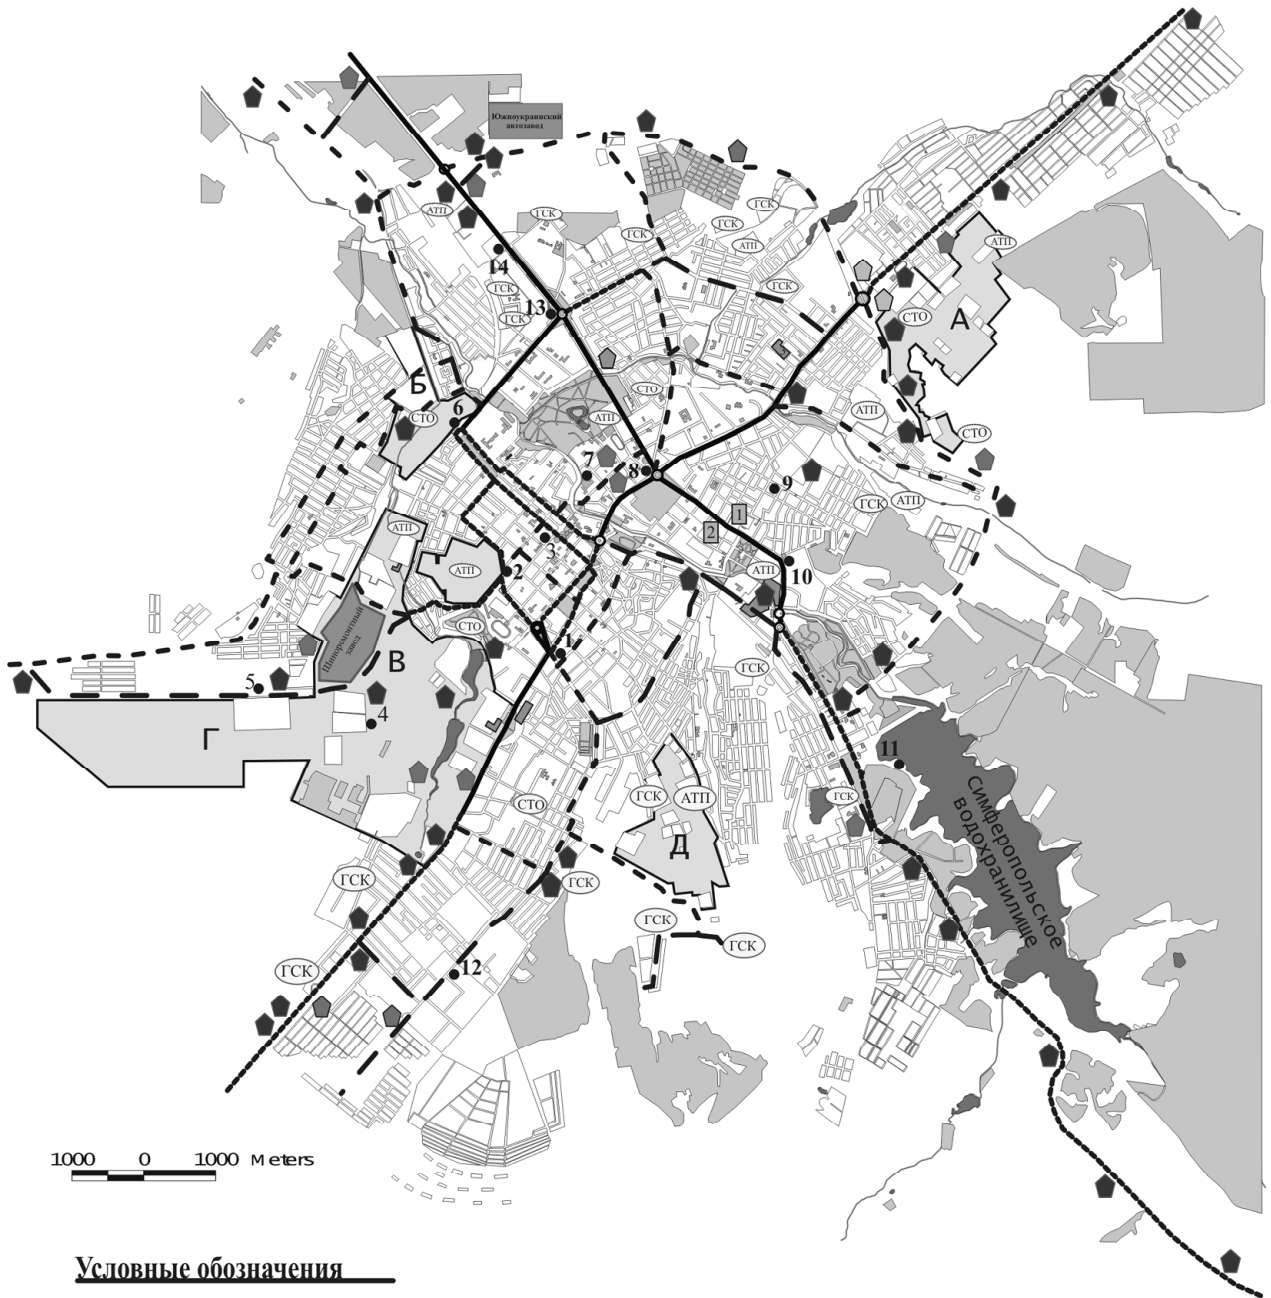 Южноукраинский
автозавод
АТП
ГСК
ГСК
ГСК
ГСК
АТП
АТП
14
ГСК
ГСК
13
ГСК
СТО
А
Б
СТО
АТП
АТП
СТО
6
СТО
7
8
9
ГСК
АТП
1
2
АТП
3
АТП
2
АТП
10
Шиноремонтный
завод
СТО
В
1
ГСК
5
4
Г
11
Симферопольское
водохранилище
СТО
ГСК
АТП
ГСК
Д
ГСК
ГСК
ГСК
ГСК
ГСК
12
1000 0 1000 Meters
Условные обозначения